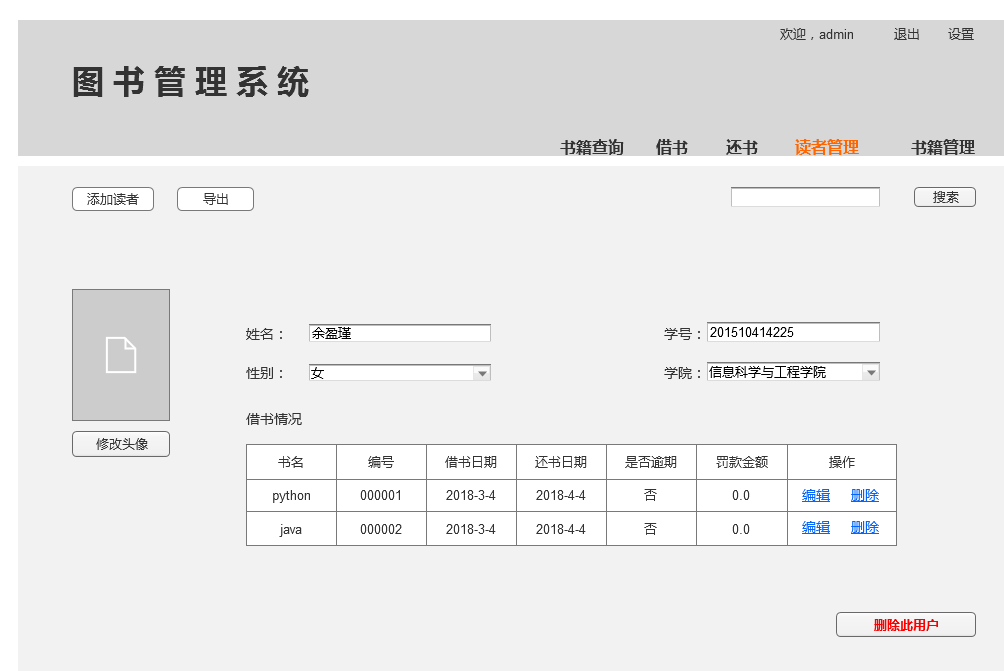 欢迎，admin 退出 设置
图书管理系统
书籍查询 借书 还书 读者管理 书籍管理
添加读者 导出 搜索
姓名： 余盈瑾 学号： 201510414225
性别： 女 学院： 信息科学与工程学院
借书情况
修改头像
书名 编号 借书日期 还书日期 是否逾期 罚款金额 操作
python 000001 2018-3-4 2018-4-4 否 0.0 编辑 删除
java 000002 2018-3-4 2018-4-4 否 0.0 编辑 删除
删除此用户